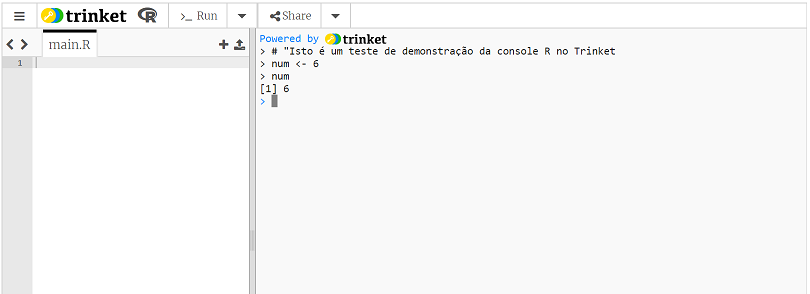 trinket R >_ Run Share
main.R
1
Powered by trinket
> # "Isto é um teste de demonstração da console R no Trinket
> num <- 6
> num
[1] 6
>